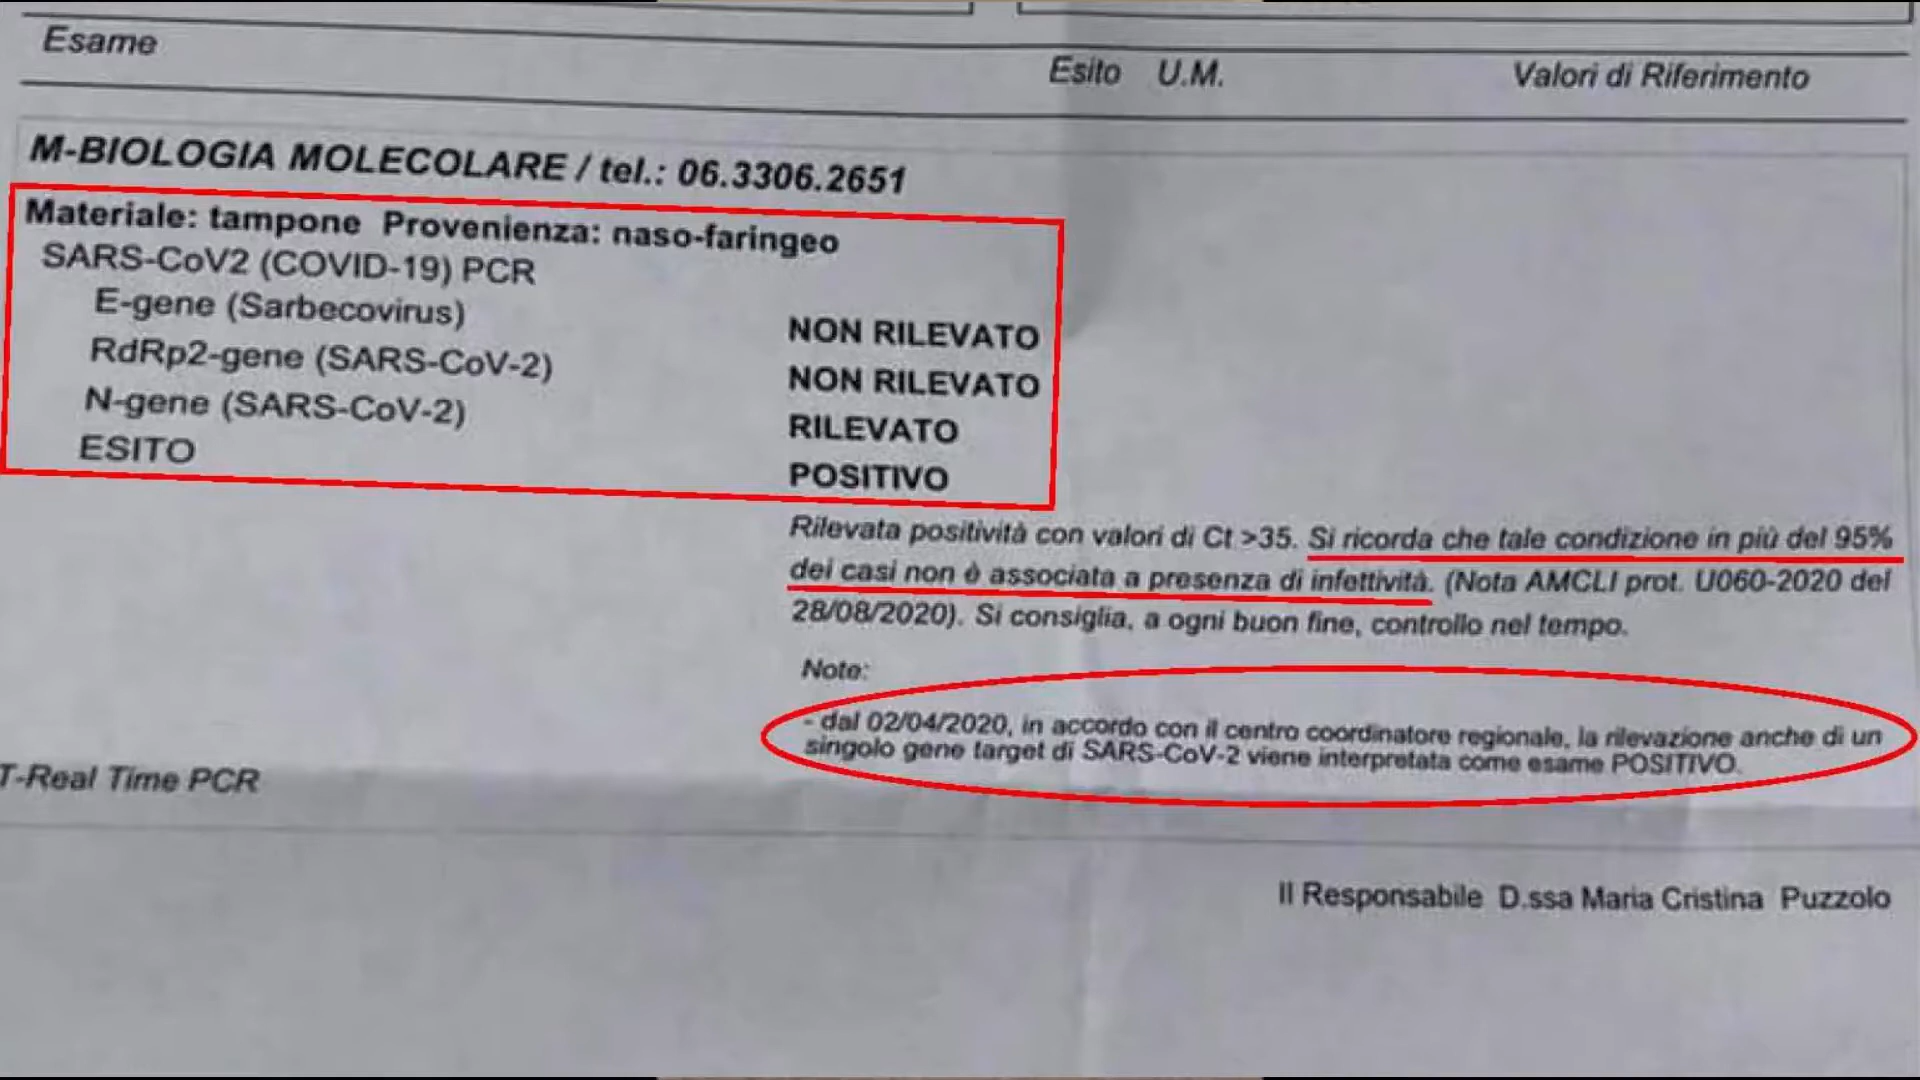 Esame
Esito U.M. Valori di Riferimento
M-BIOLOGIA MOLECOLARE / tel.: 06.3306.2651
Materiale: tampone Provenienza: naso-faringeo
SARS-CoV2 (COVID-19) PCR
E-gene (Sarbecovirus) NON RILEVATO
RdRp2-gene (SARS-CoV-2) NON RILEVATO
N-gene (SARS-CoV-2) RILEVATO
ESITO POSITIVO
Rilevata positività con valori di Ct >35. Si ricorda che tale condizione in più del 95%
dei casi non è associata a presenza di infettività. (Nota AMCLI prot. U060-2020 del
28/08/2020). Si consiglia, a ogni buon fine, controllo nel tempo.
Note:
- dal 02/04/2020, in accordo con il centro coordinatore regionale, la rilevazione anche di un
singolo gene target di SARS-CoV-2 viene interpretata come esame POSITIVO.
T-Real Time PCR
Il Responsabile D.ssa Maria Cristina Puzzolo